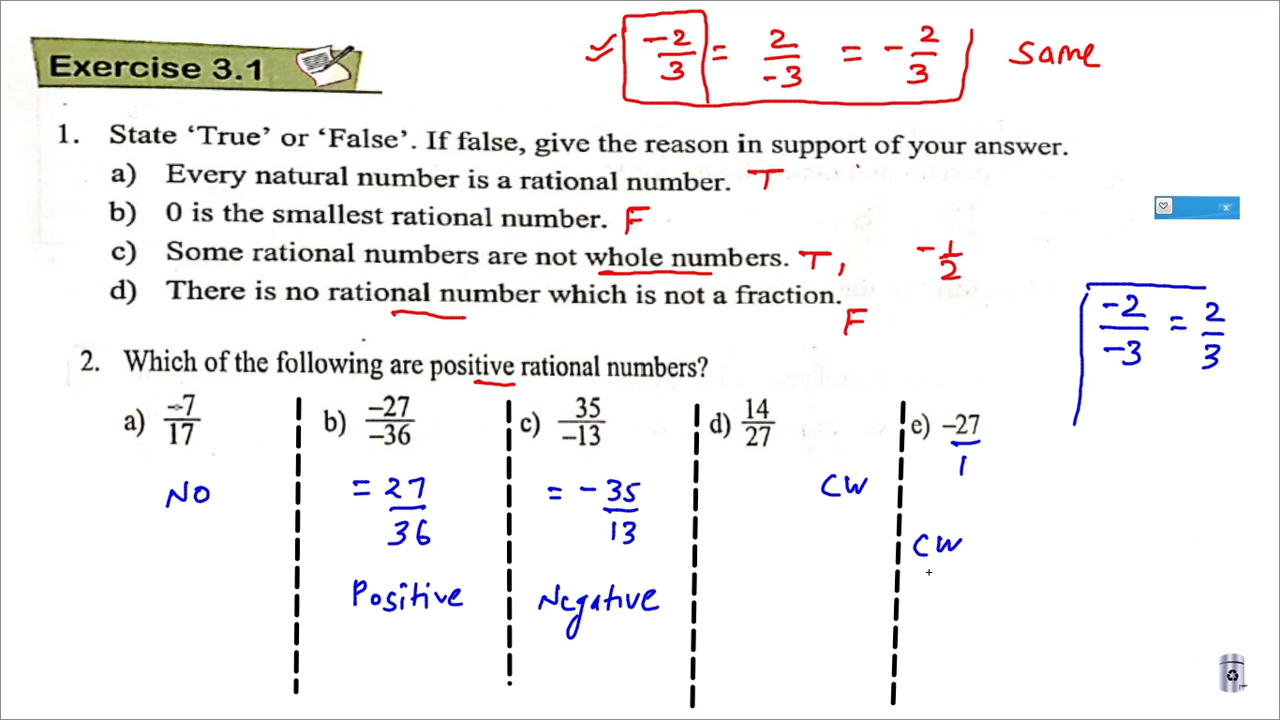 Exercise 3.1
-2/3 = 2/-3 = -2/3 Same
1. State 'True' or 'False'. If false, give the reason in support of your answer.
a) Every natural number is a rational number. T
b) 0 is the smallest rational number. F
c) Some rational numbers are not whole numbers. T, -1/2
d) There is no rational number which is not a fraction.
F
-2/-3 = 2/3
2. Which of the following are positive rational numbers?
a) -7/17 b) -27/-36 c) 35/-13 d) 14/27 e) -27/1
NO = 27/36 = -35/13 CW
CW
Positive Negative